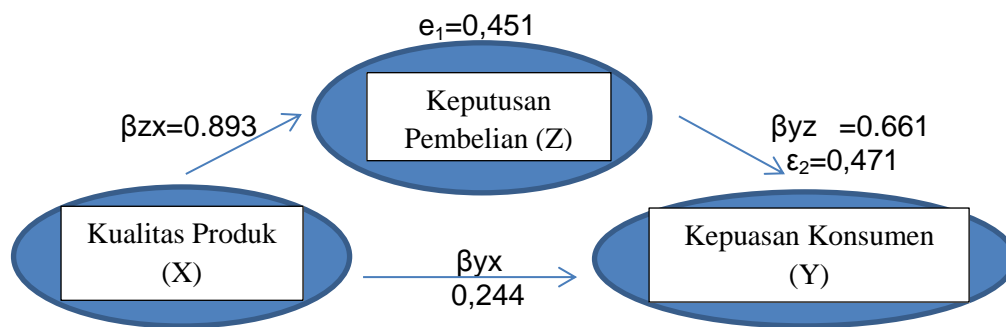 e₁=0,451
Keputusan
Pembelian (Z)
βzx=0.893
βyz =0.661
ε₂=0,471
Kualitas Produk
(X)
Kepuasan Konsumen
(Y)
βyx
0,244